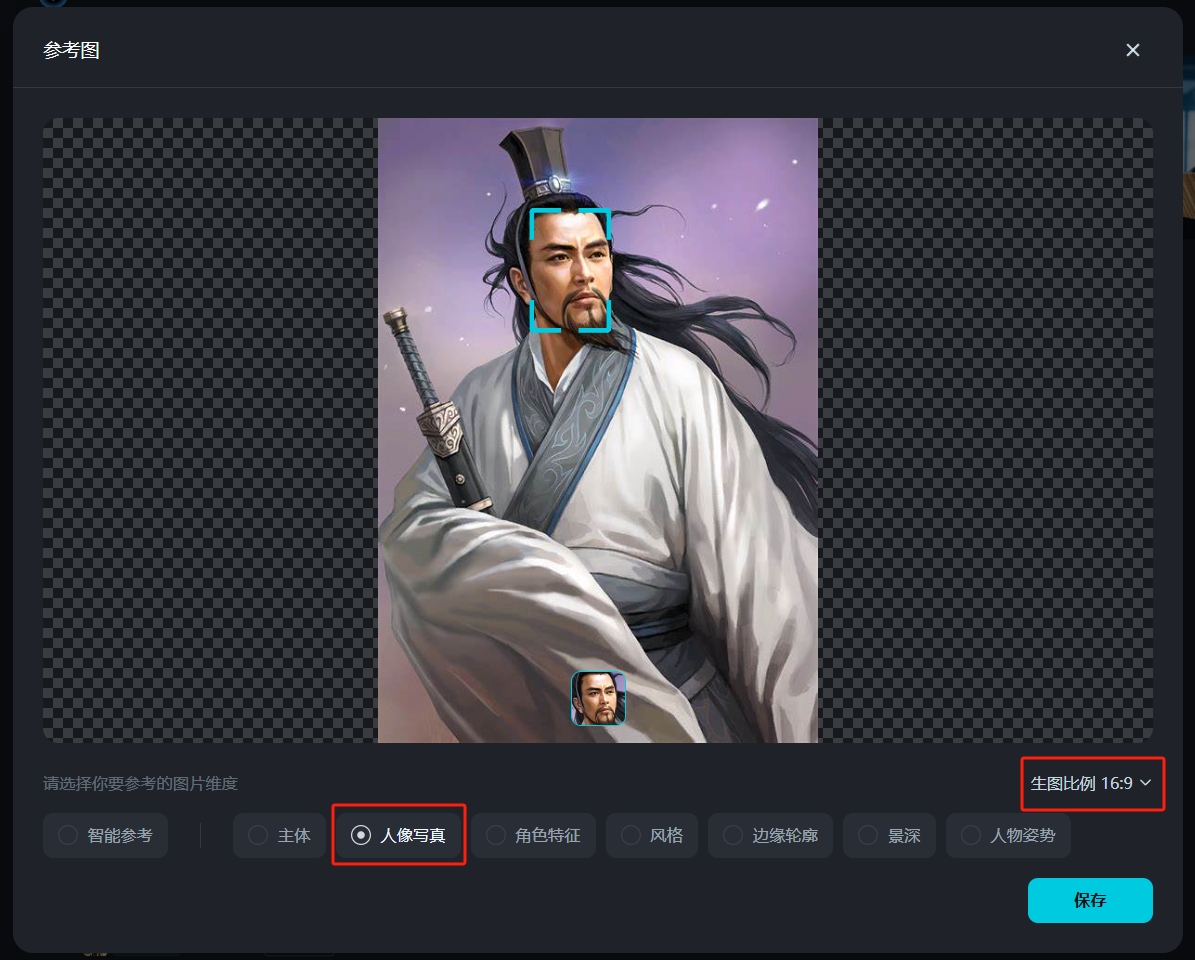 参考图
请选择你要参考的图片维度
生图比例 16:9
智能参考
主体
人像写真
角色特征
风格
边缘轮廓
景深
人物姿势
保存